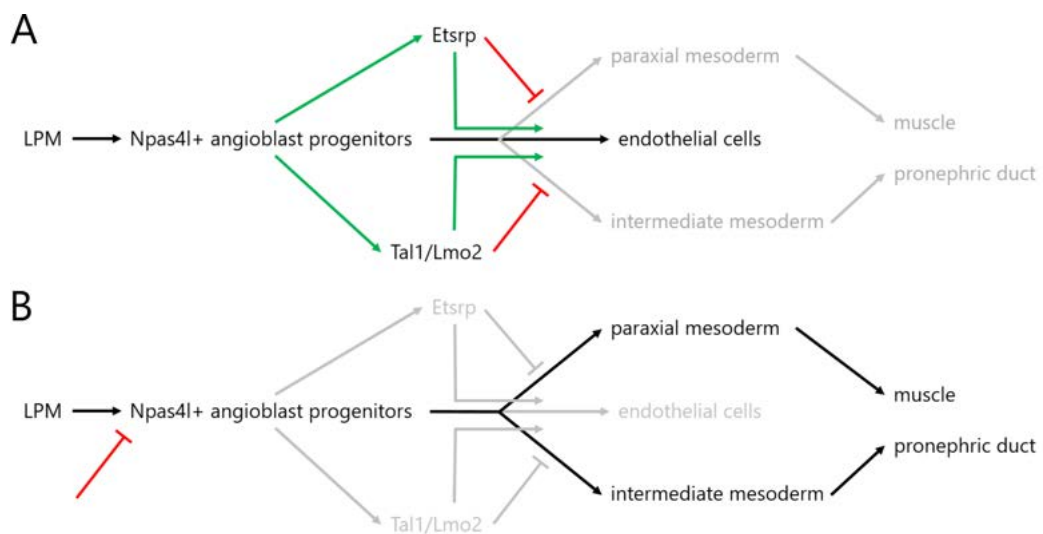 A
Etsrp
paraxial mesoderm
muscle
LPM Npas4l+ angioblast progenitors endothelial cells
pronephric duct
intermediate mesoderm
Tal1/Lmo2
B
Etsrp
paraxial mesoderm
muscle
LPM Npas4l+ angioblast progenitors endothelial cells
pronephric duct
intermediate mesoderm
Tal1/Lmo2